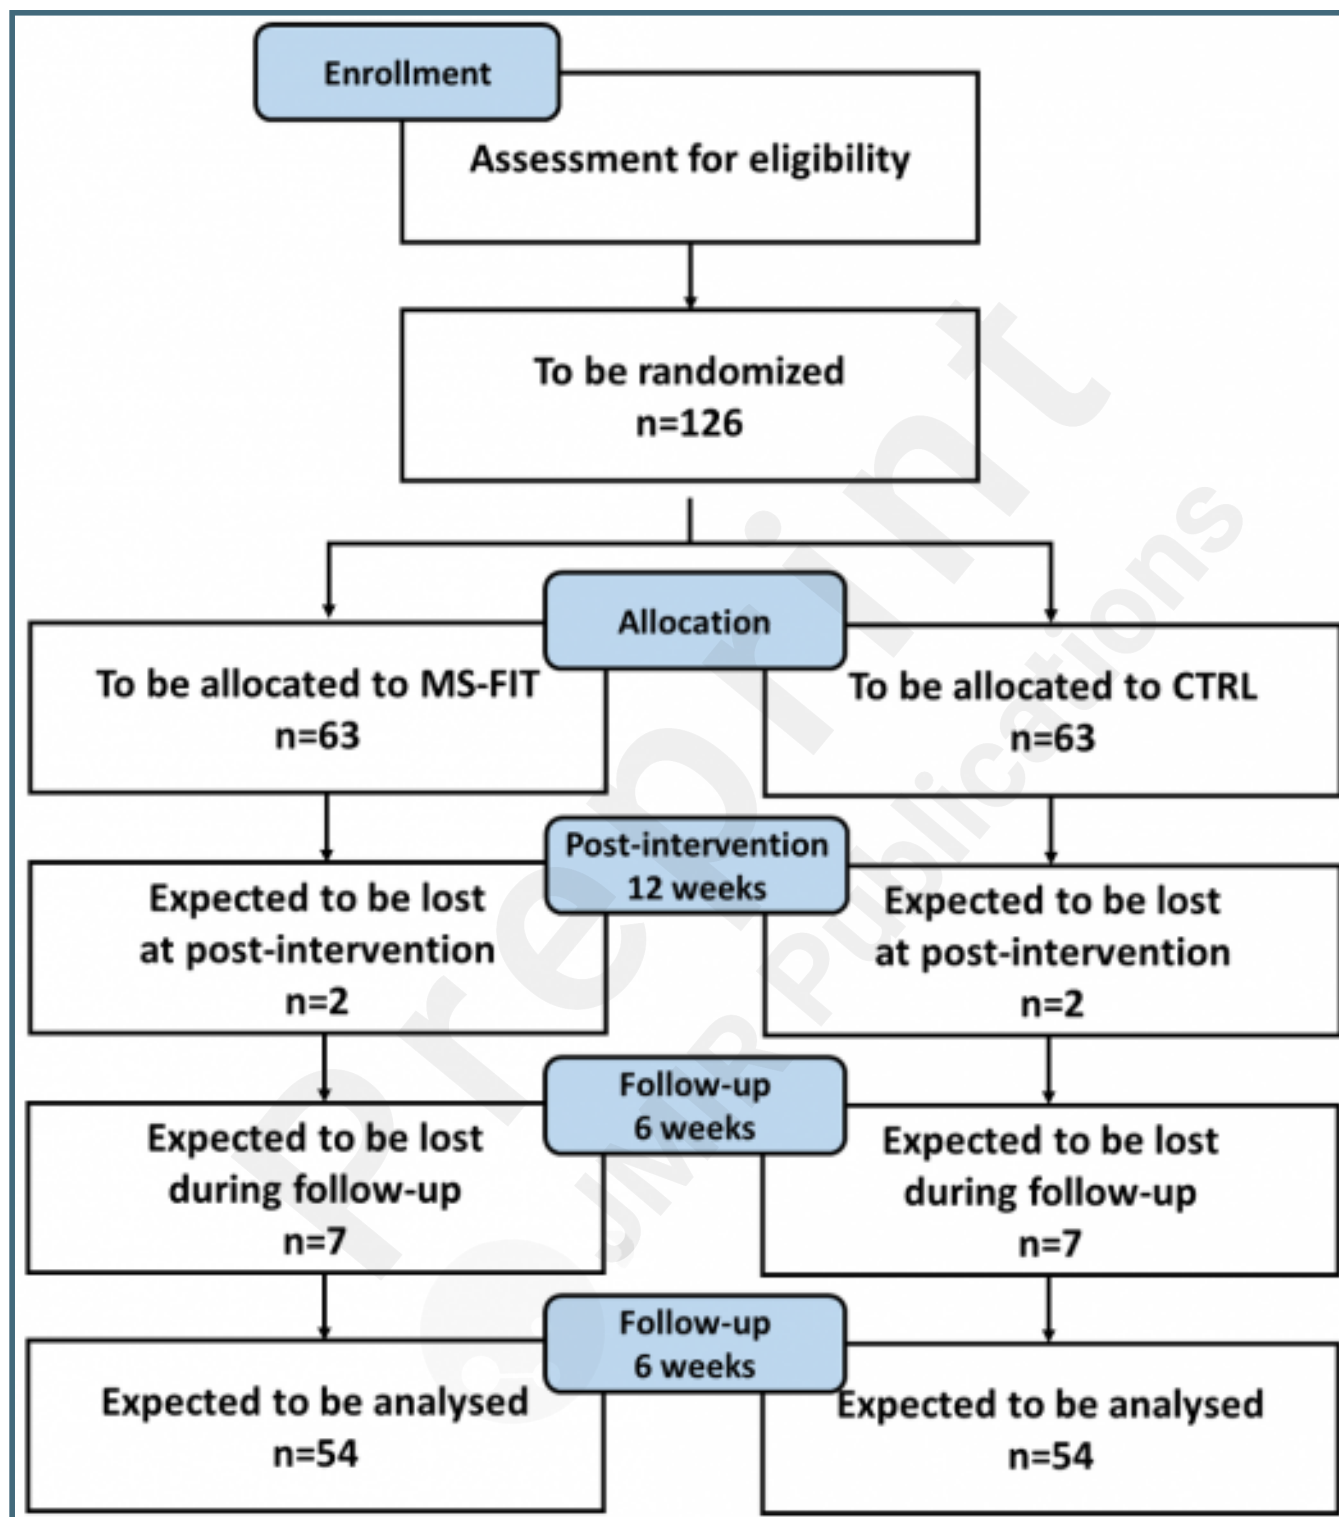 Enrollment
Assessment for eligibility
To be randomized
n=126
Allocation
To be allocated to MS-FIT
n=63
To be allocated to CTRL
n=63
Post-intervention
12 weeks
Expected to be lost
at post-intervention
n=2
Expected to be lost
at post-intervention
n=2
Follow-up
6 weeks
Expected to be lost
during follow-up
n=7
Expected to be lost
during follow-up
n=7
Follow-up
6 weeks
Expected to be analysed
n=54
Expected to be analysed
n=54
Preprint
JMIR Publications